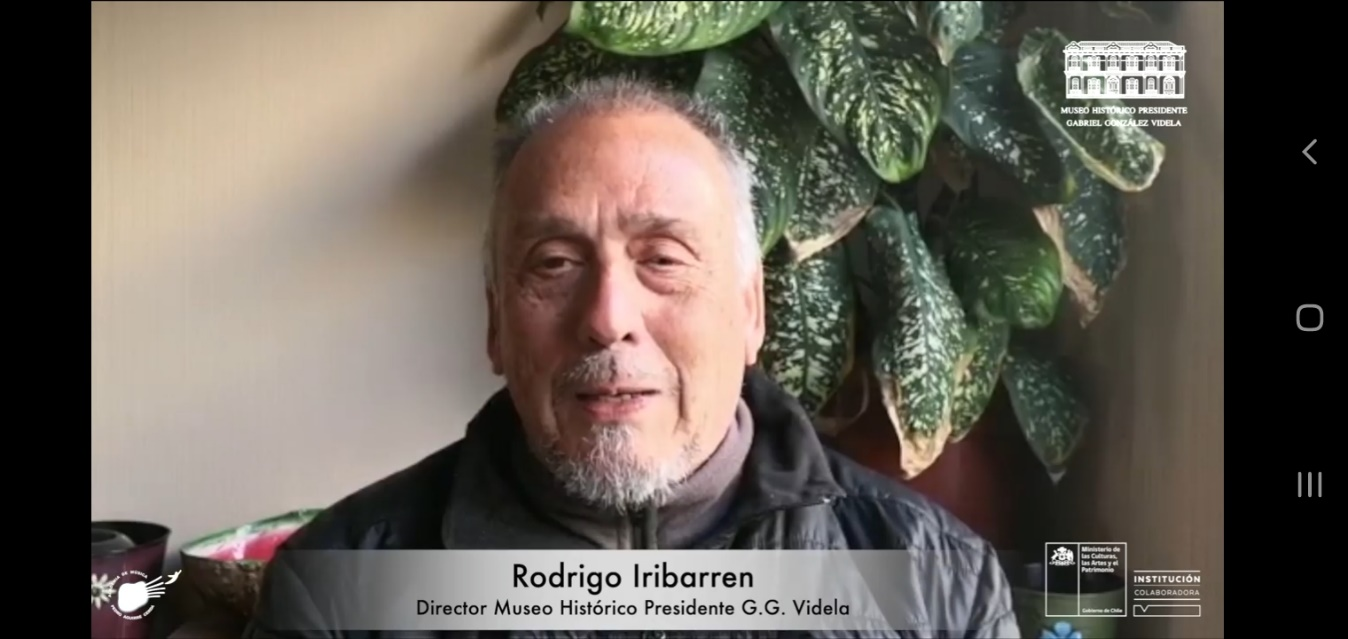 MUSEO HISTÓRICO PRESIDENTE
GABRIEL GONZÁLEZ VIDELA
Rodrigo Iribarren
Director Museo Histórico Presidente G.G. Videla
Ministerio de
las Culturas,
las Artes y el
Patrimonio
Gobierno de Chile
INSTITUCIÓN
COLABORADORA